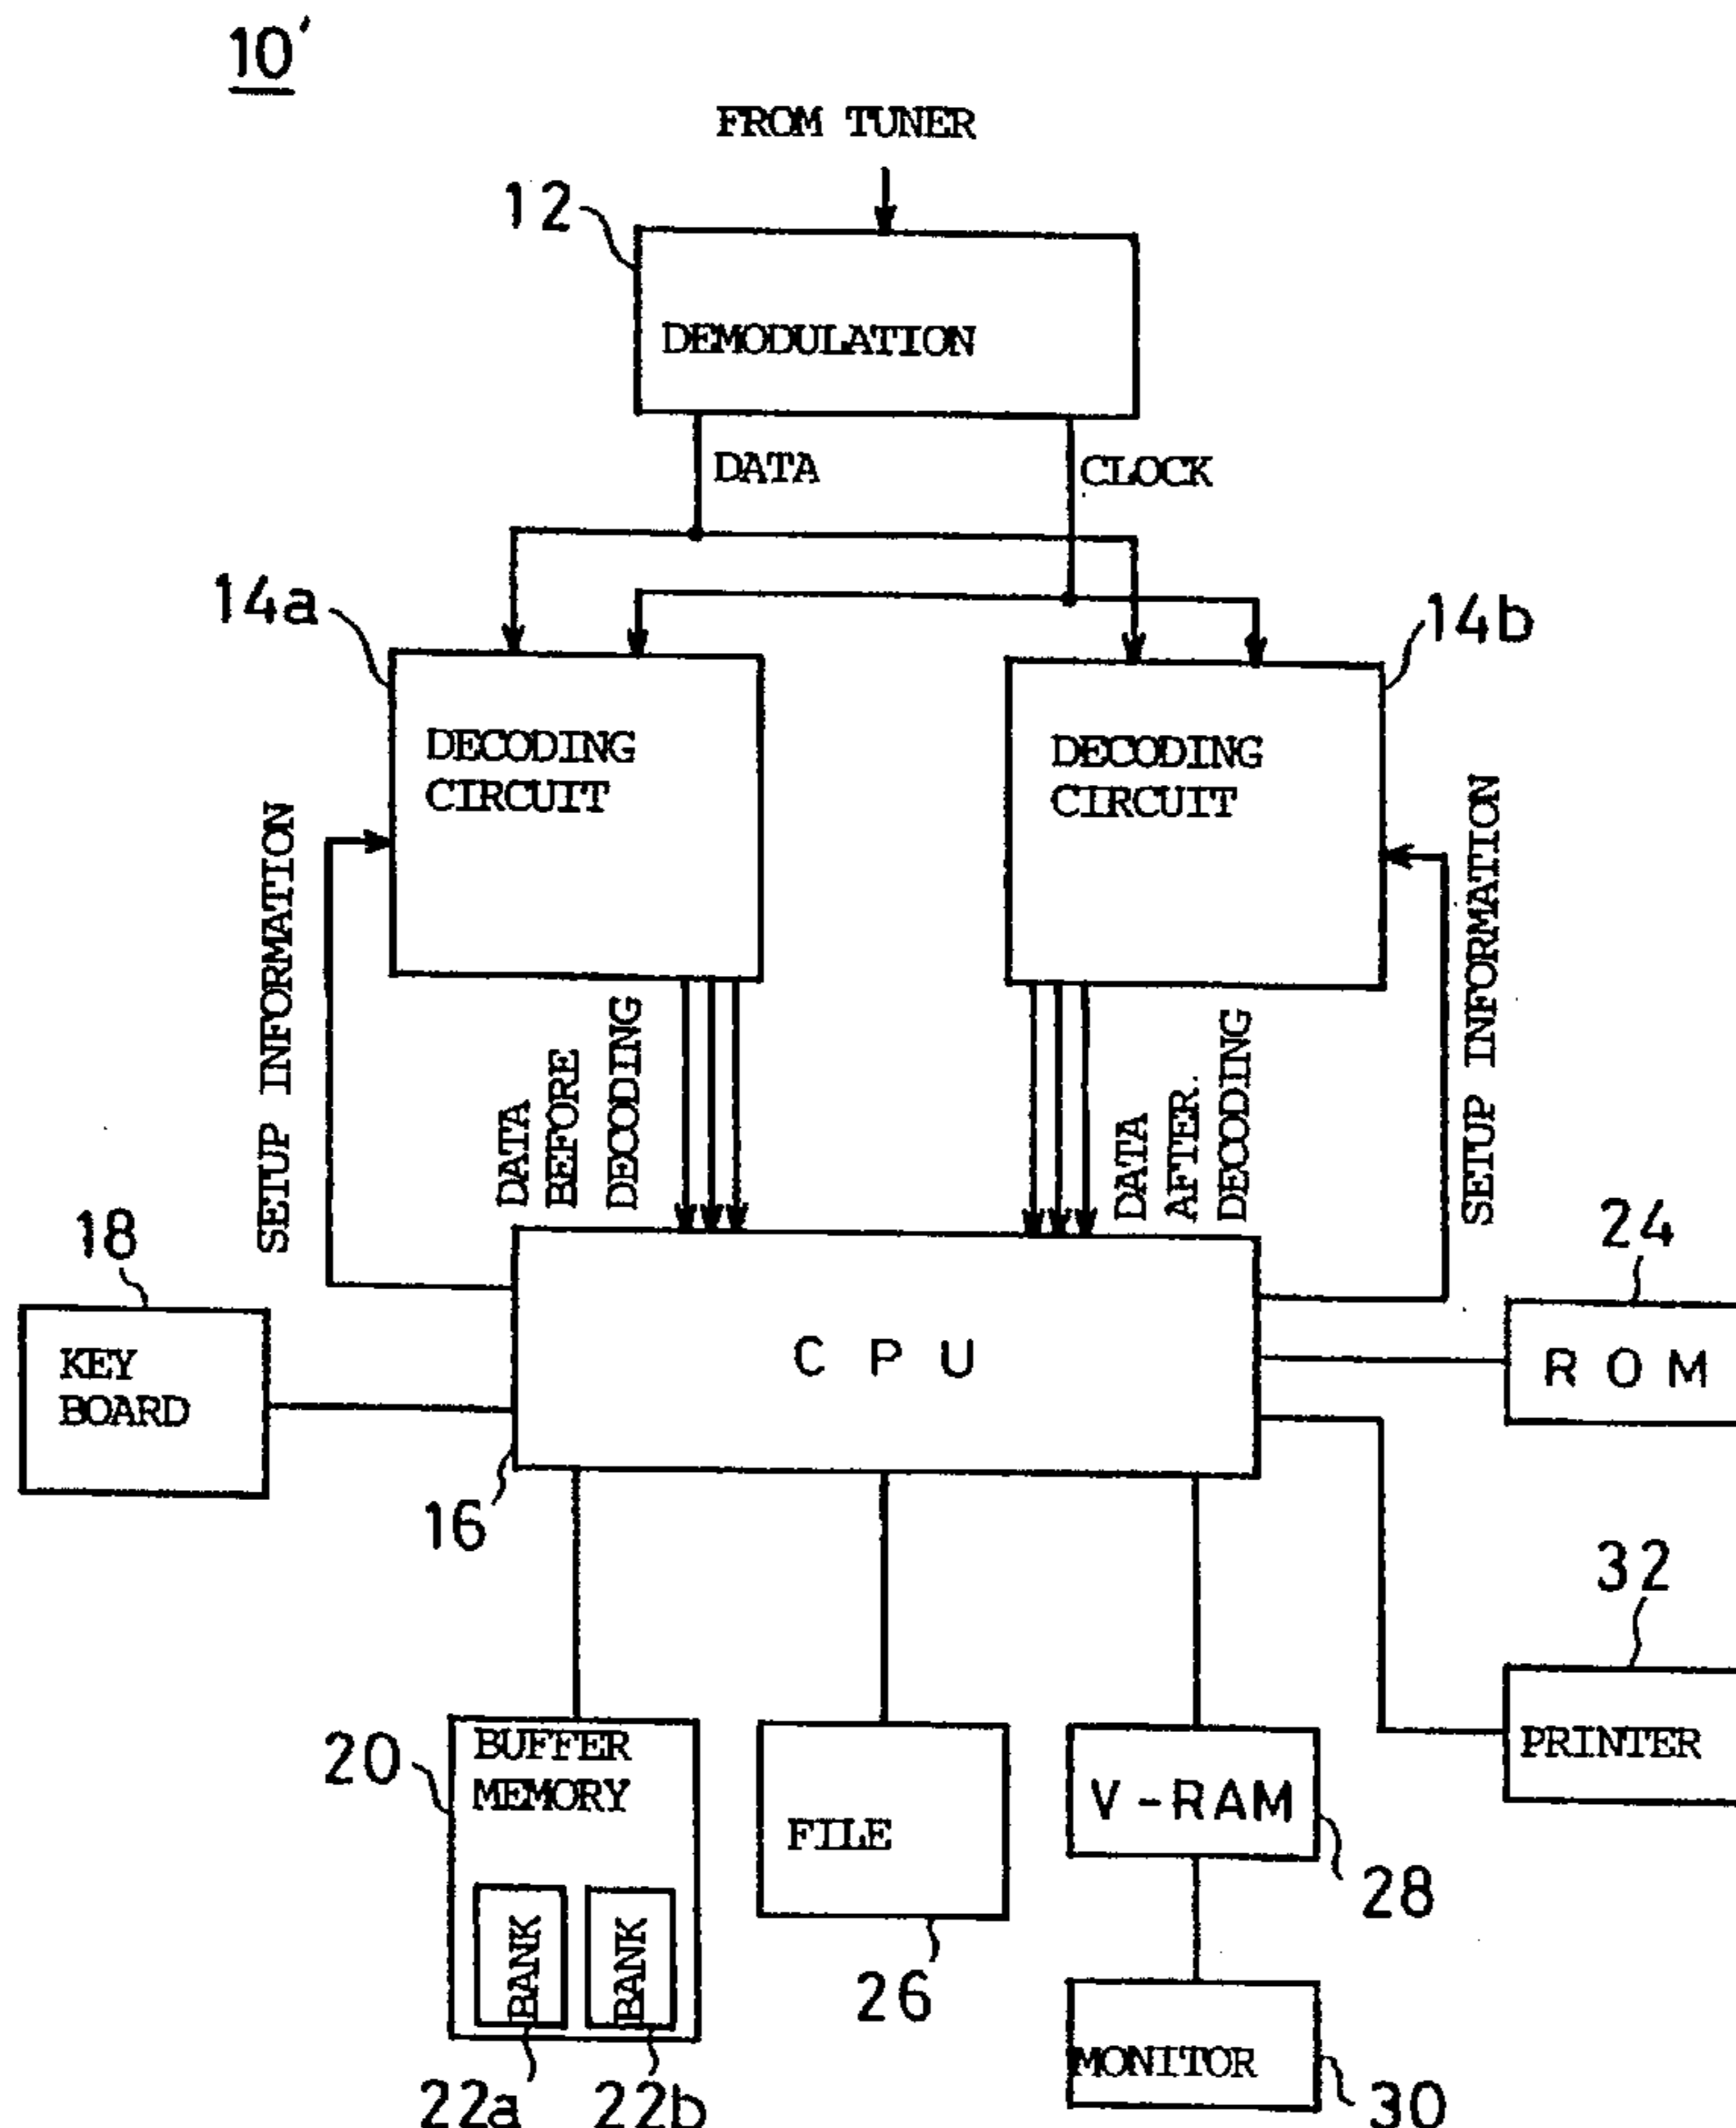 10'
FROM TUNER
12
DEMODULATION
DATA
CLOCK
14a
14b
DECODING
CIRCUIT
DECODING
CIRCUIT
SETUP INFORMATION
DATA
BEFORE
DECODING
DATA
AFTER.
DECODING
SETUP INFORMATION
18
KEY
BOARD
CPU
16
24
ROM
32
PRINTER
20
BUFFER
MEMORY
BANK
BANK
22a
22b
FILE
26
V-RAM
28
MONITOR
30